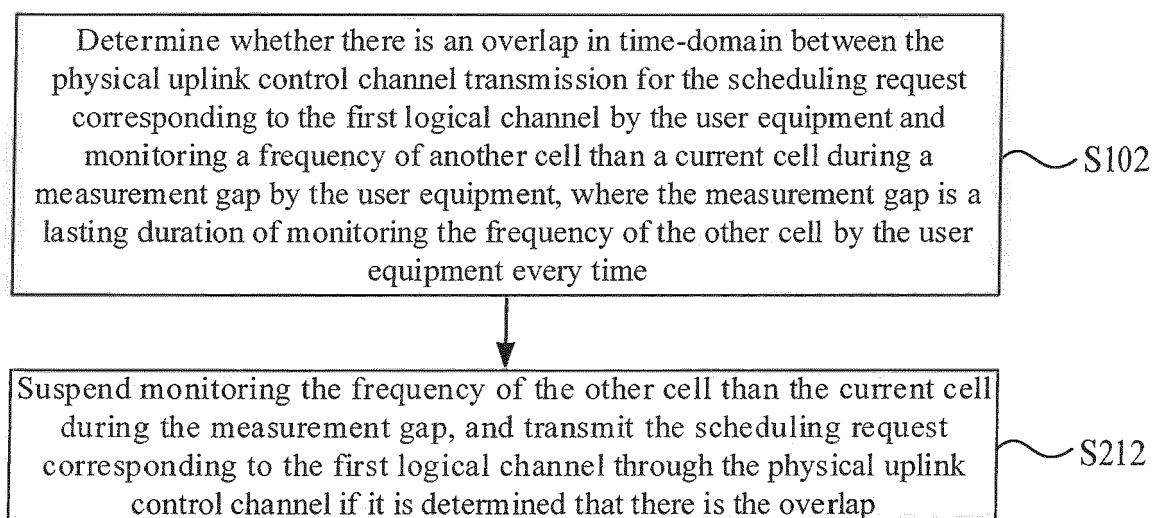 Determine whether there is an overlap in time-domain between the
physical uplink control channel transmission for the scheduling request
corresponding to the first logical channel by the user equipment and
monitoring a frequency of another cell than a current cell during a
measurement gap by the user equipment, where the measurement gap is a
lasting duration of monitoring the frequency of the other cell by the user
equipment every time
S102
Suspend monitoring the frequency of the other cell than the current cell
during the measurement gap, and transmit the scheduling request
corresponding to the first logical channel through the physical uplink
control channel if it is determined that there is the overlap
S212